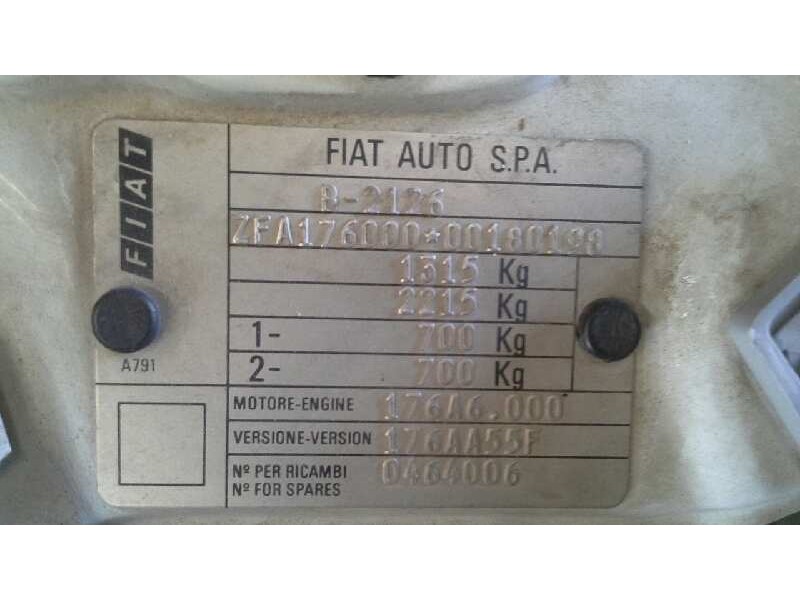 FIAT
FIAT AUTO S.P.A.
B-2176
ZFA176000*00180198
1315 Kg
2215 Kg
1- 700 Kg
2- 700 Kg
A791
MOTORE-ENGINE 176A6.000
VERSIONE-VERSION 176AA55F
Nº PER RICAMBI 0464006
Nº FOR SPARES